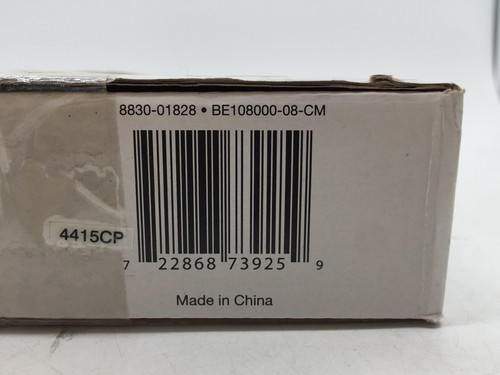 8830-01828 • BE108000-08-CM
4415CP
7 22868 73925 9
Made in China